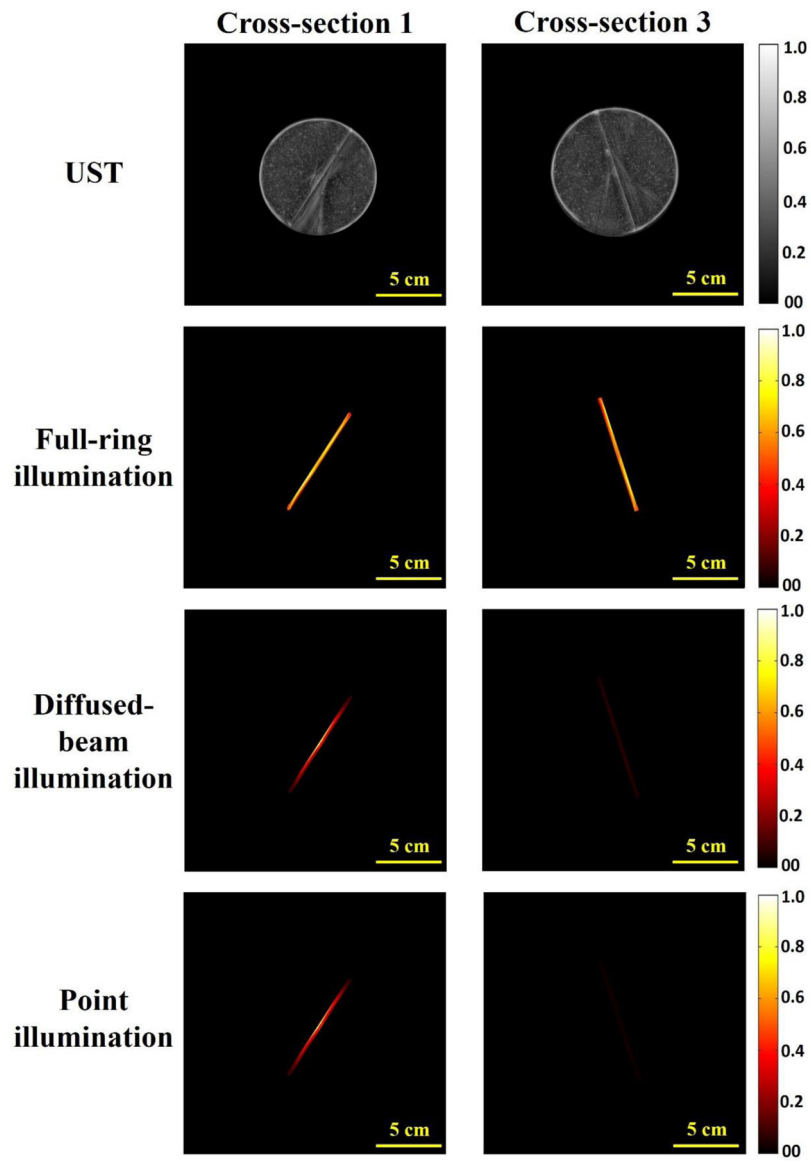 Cross-section 1
Cross-section 3
UST
5 cm
5 cm
1.0
0.8
0.6
0.4
0.2
00
Full-ring
illumination
5 cm
5 cm
1.0
0.8
0.6
0.4
0.2
00
Diffused-
beam
illumination
5 cm
5 cm
1.0
0.8
0.6
0.4
0.2
00
Point
illumination
5 cm
5 cm
1.0
0.8
0.6
0.4
0.2
00